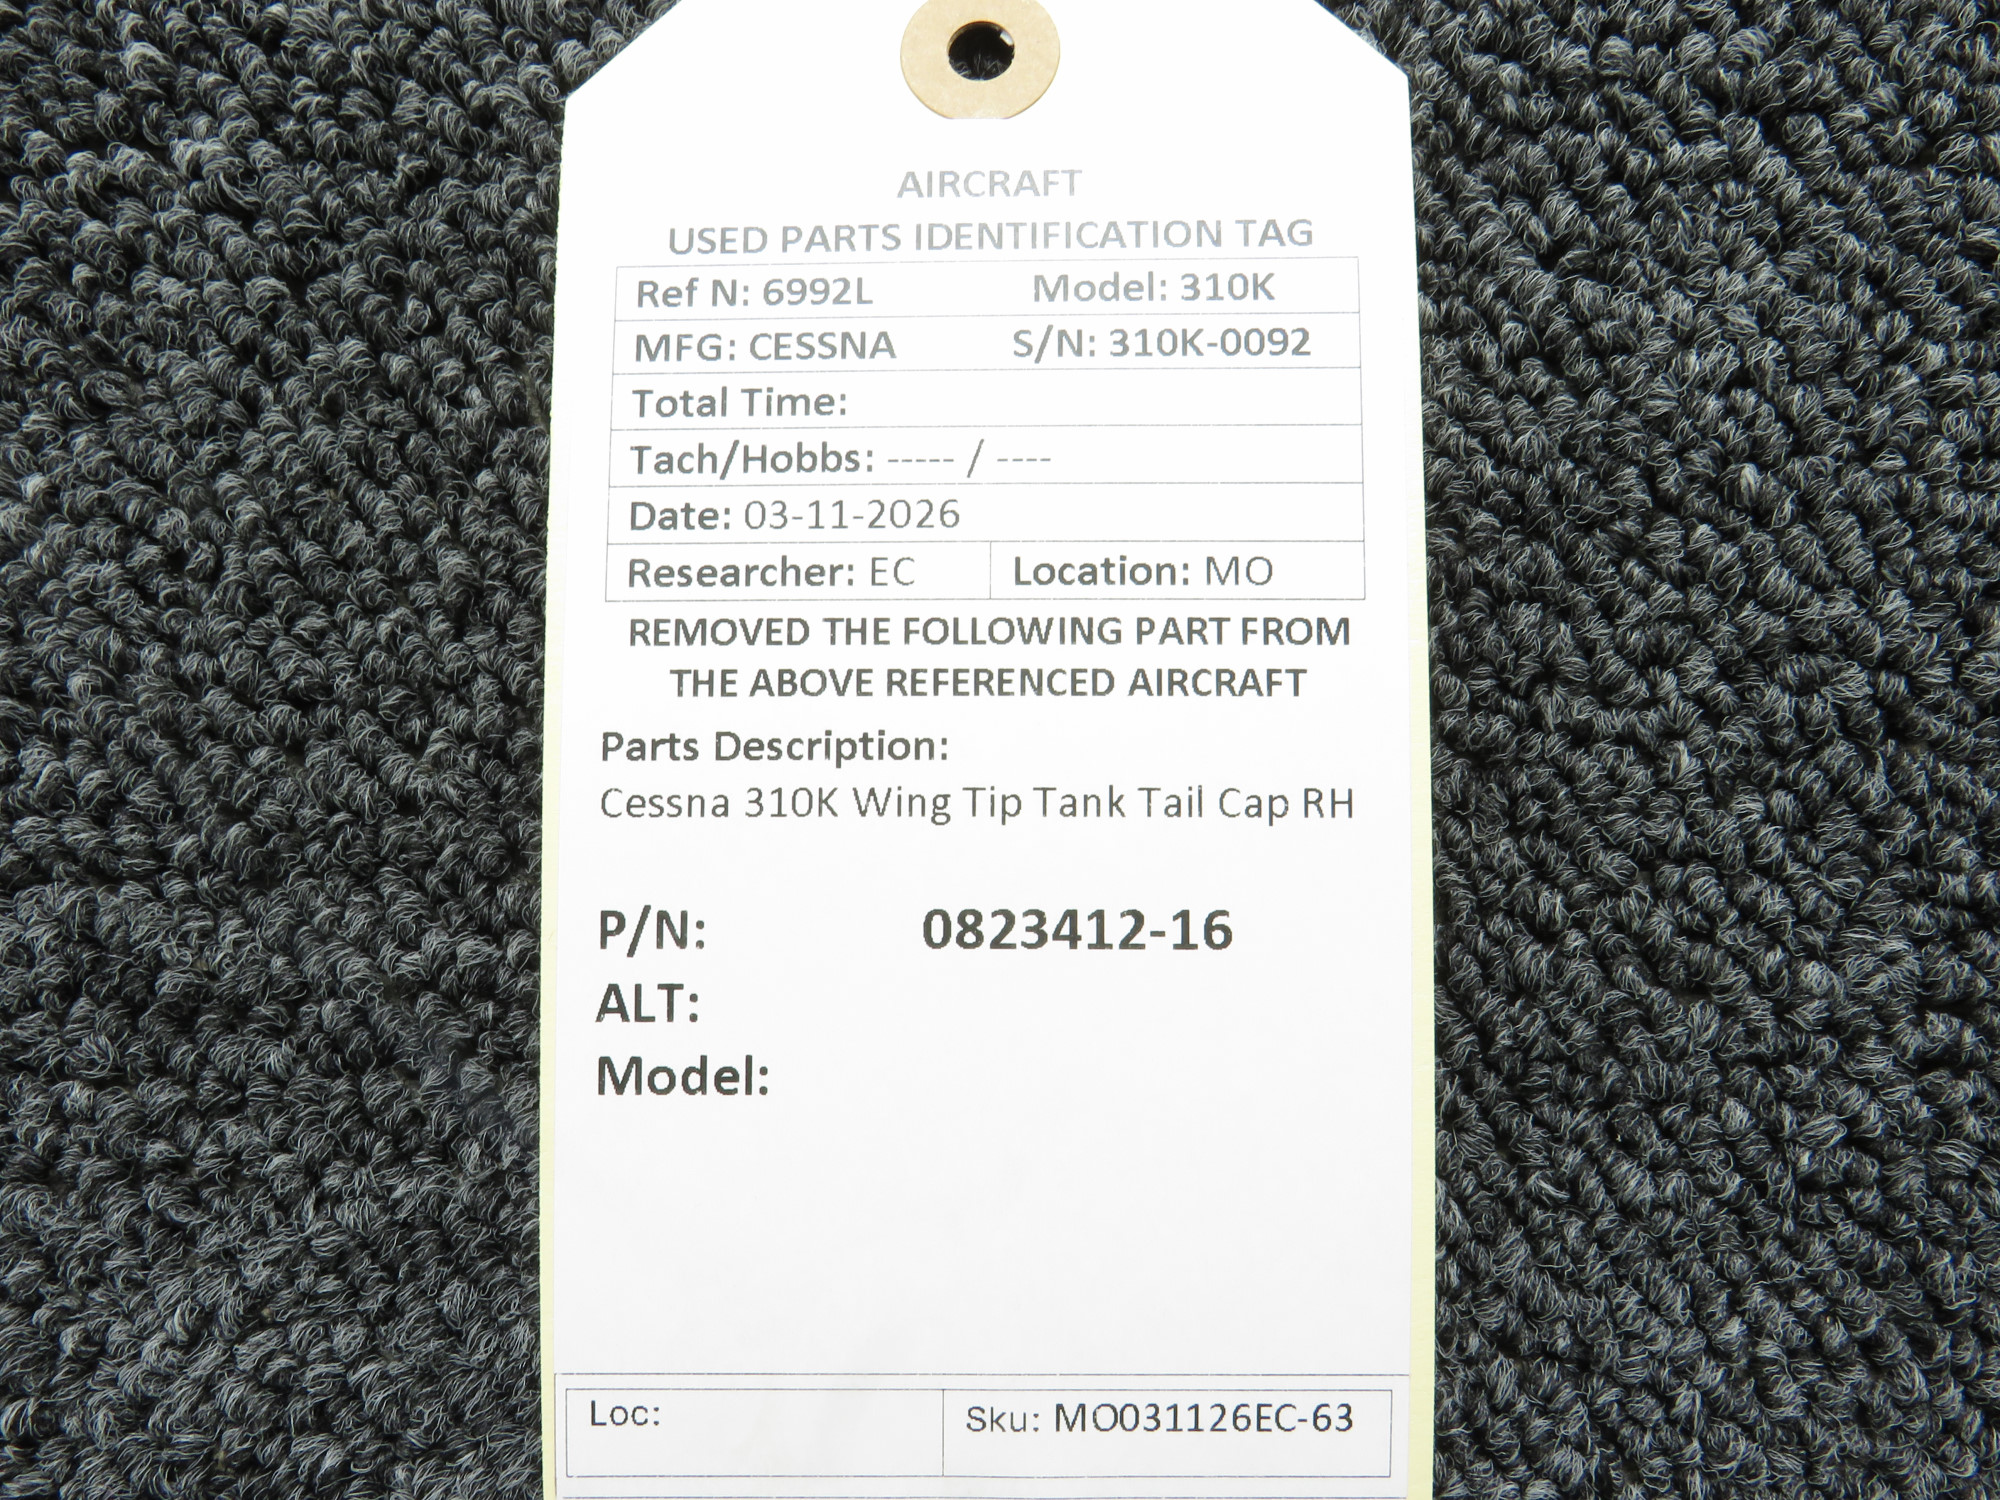 AIRCRAFT
USED PARTS IDENTIFICATION TAG
Ref N: 6992L Model: 310K
MFG: CESSNA S/N: 310K-0092
Total Time:
Tach/Hobbs: ----- / ----
Date: 03-11-2026
Researcher: EC Location: MO
REMOVED THE FOLLOWING PART FROM
THE ABOVE REFERENCED AIRCRAFT
Parts Description:
Cessna 310K Wing Tip Tank Tail Cap RH
P/N: 0823412-16
ALT:
Model:
Loc: Sku: MO031126EC-63